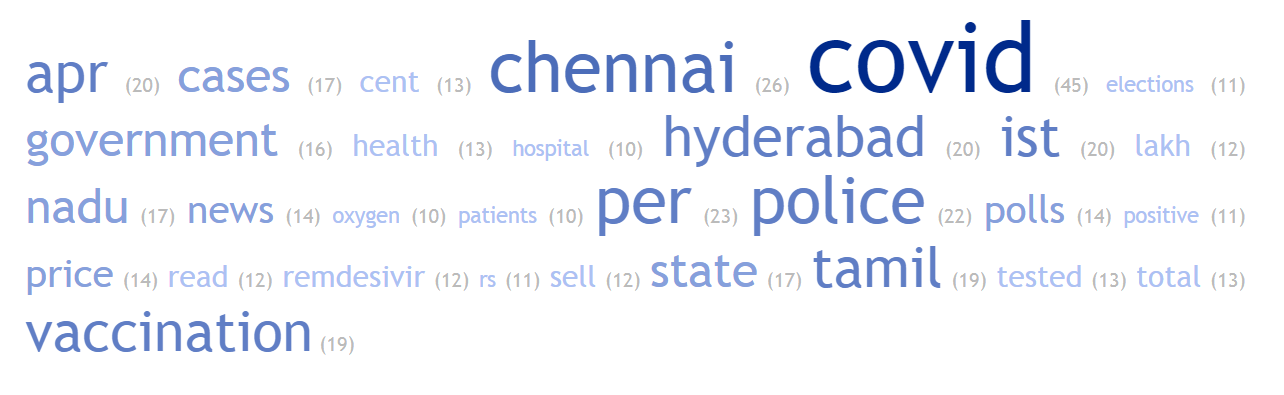 apr (20) cases (17) cent (13) chennai (26) covid (45) elections (11)
government (16) health (13) hospital (10) hyderabad (20) ist (20) lakh (12)
nadu (17) news (14) oxygen (10) patients (10) per (23) police (22) polls (14) positive (11)
price (14) read (12) remdesivir (12) rs (11) sell (12) state (17) tamil (19) tested (13) total (13)
vaccination (19)